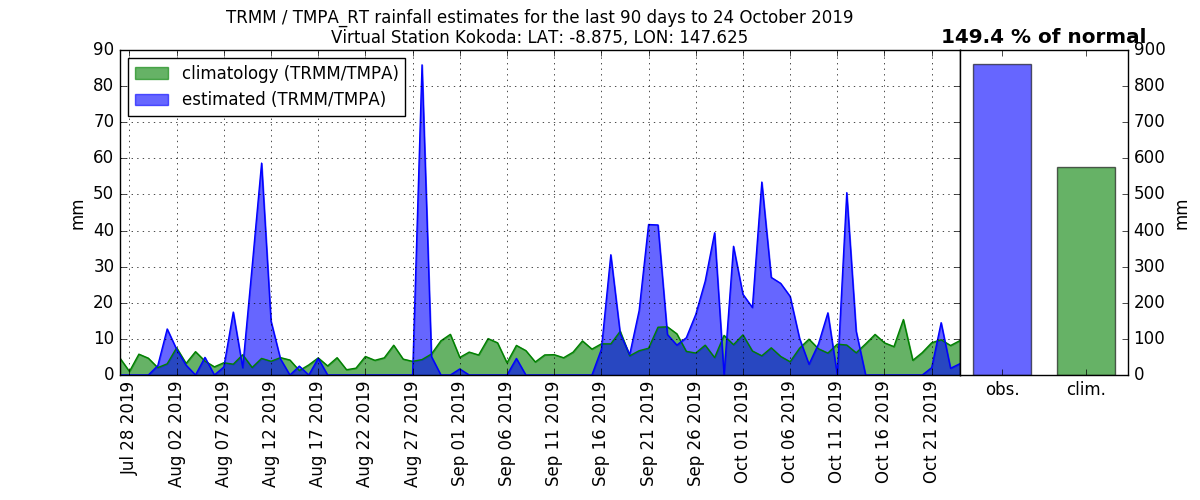 TRMM / TMPA_RT rainfall estimates for the last 90 days to 24 October 2019
Virtual Station Kokoda: LAT: -8.875, LON: 147.625
149.4 % of normal
climatology (TRMM/TMPA)
estimated (TRMM/TMPA)
90
80
70
60
50
40
30
20
10
0
mm
900
800
700
600
500
400
300
200
100
0
mm
Jul 28 2019
Aug 02 2019
Aug 07 2019
Aug 12 2019
Aug 17 2019
Aug 22 2019
Aug 27 2019
Sep 01 2019
Sep 06 2019
Sep 11 2019
Sep 16 2019
Sep 21 2019
Sep 26 2019
Oct 01 2019
Oct 06 2019
Oct 11 2019
Oct 16 2019
Oct 21 2019
obs.
clim.